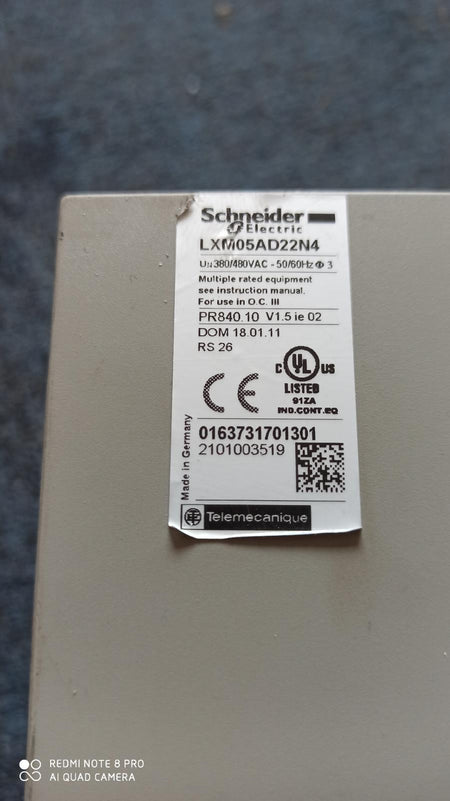 Schneider
Electric
LXM05AD22N4
Un 380/480VAC - 50/60Hz Φ 3
Multiple rated equipment
see instruction manual.
For use in O.C. III
PR840.10 V1.5 ie 02
DOM 18.01.11
RS 26
CE
C UL US
LISTED
91ZA
IND.CONT.EQ
Made in Germany
0163731701301
2101003519
Telemecanique
REDMI NOTE 8 PRO
AI QUAD CAMERA